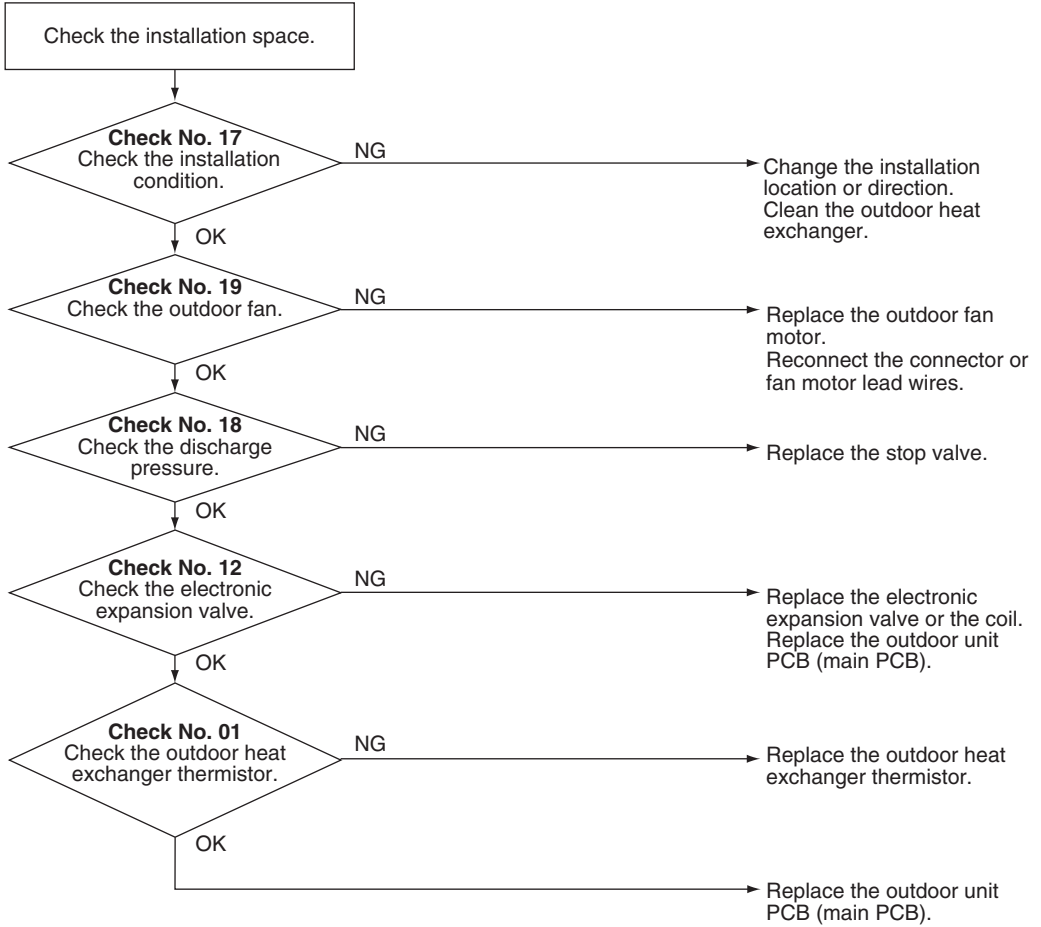 Check the installation space.
Check No. 17
Check the installation
condition.
NG
Change the installation
location or direction.
Clean the outdoor heat
exchanger.
OK
Check No. 19
Check the outdoor fan.
NG
Replace the outdoor fan
motor.
Reconnect the connector or
fan motor lead wires.
OK
Check No. 18
Check the discharge
pressure.
NG
Replace the stop valve.
OK
Check No. 12
Check the electronic
expansion valve.
NG
Replace the electronic
expansion valve or the coil.
Replace the outdoor unit
PCB (main PCB).
OK
Check No. 01
Check the outdoor heat
exchanger thermistor.
NG
Replace the outdoor heat
exchanger thermistor.
OK
Replace the outdoor unit
PCB (main PCB).